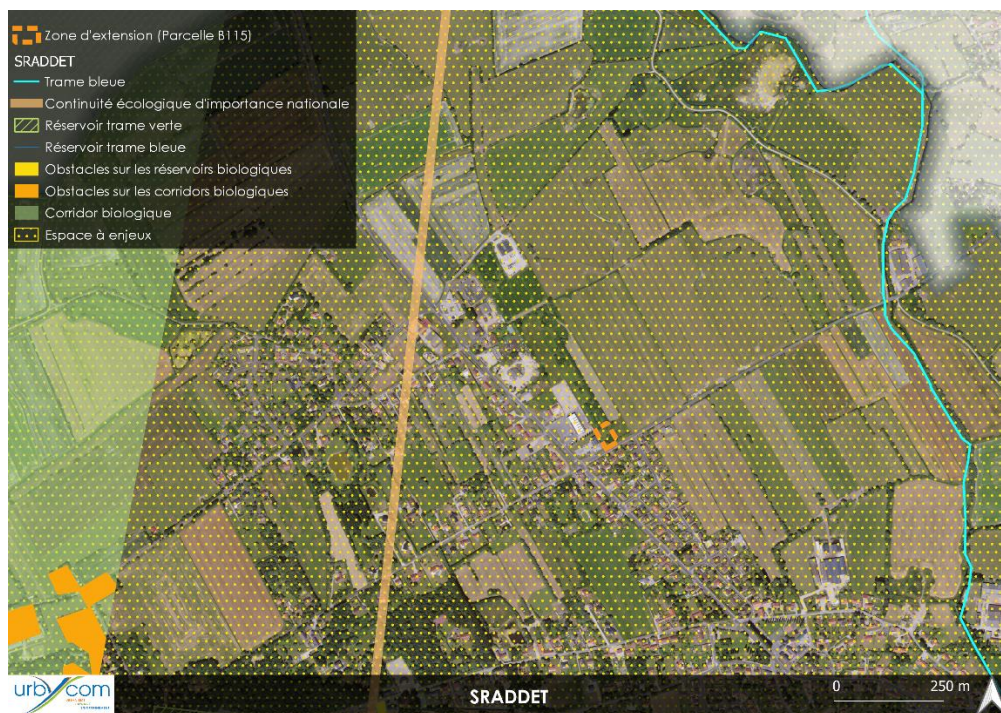 Zone d'extension (Parcelle B115)
SRADDET
Trame bleue
Continuité écologique d'importance nationale
Réservoir trame verte
Réservoir trame bleue
Obstacles sur les réservoirs biologiques
Obstacles sur les corridors biologiques
Corridor biologique
Espace à enjeux
urbycom
SRADDET
0 250 m